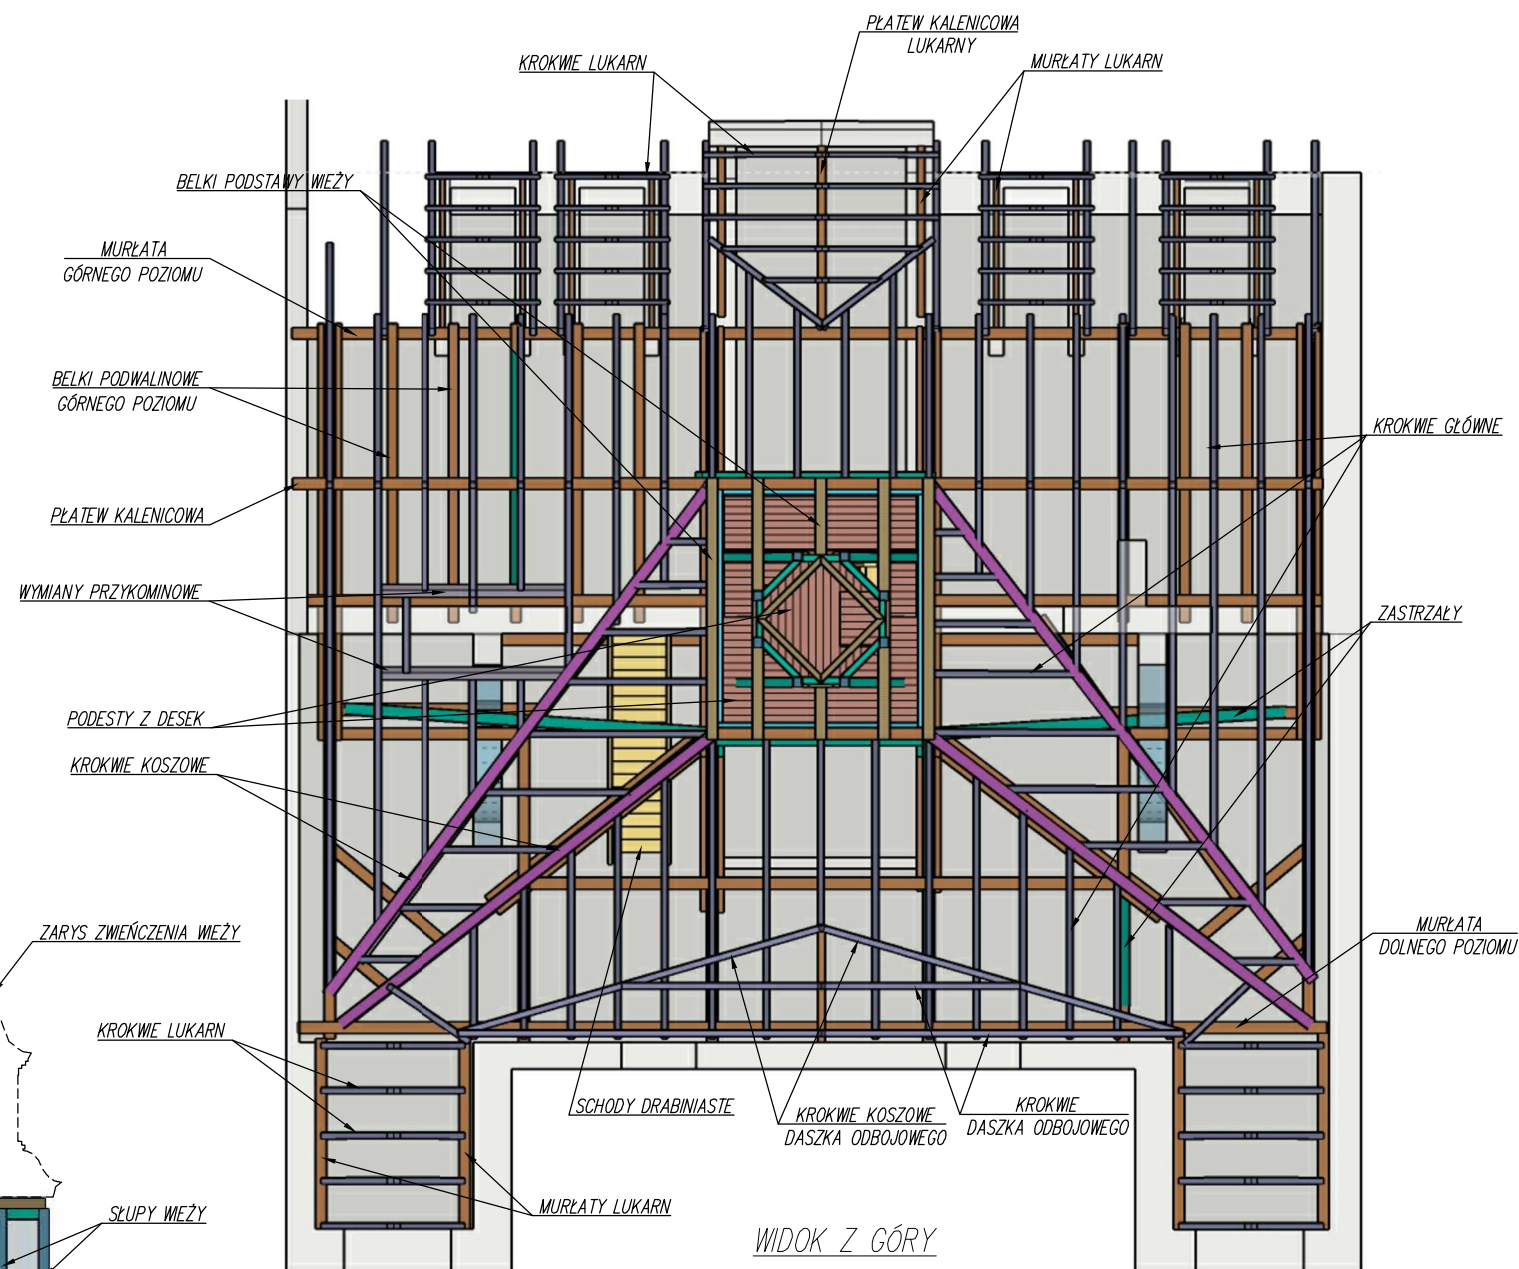 PŁATEW KALENICOWA
LUKARNY
KROKWIE LUKARN
MURŁATY LUKARN
BELKI PODSTAWY WIEŻY
MURŁATA
GÓRNEGO POZIOMU
BELKI PODWALINOWE
GÓRNEGO POZIOMU
KROKWIE GŁÓWNE
PŁATEW KALENICOWA
WYMIANY PRZYKOMINOWE
ZASTRZAŁY
PODESTY Z DESEK
KROKWIE KOSZOWE
ZARYS ZWIEŃCZENIA WIEŻY
MURŁATA
DOLNEGO POZIOMU
KROKWIE LUKARN
SCHODY DRABINIASTE
KROKWIE KOSZOWE
DASZKA ODBOJOWEGO
KROKWIE
DASZKA ODBOJOWEGO
MURŁATY LUKARN
SŁUPY WIEŻY
WIDOK Z GÓRY